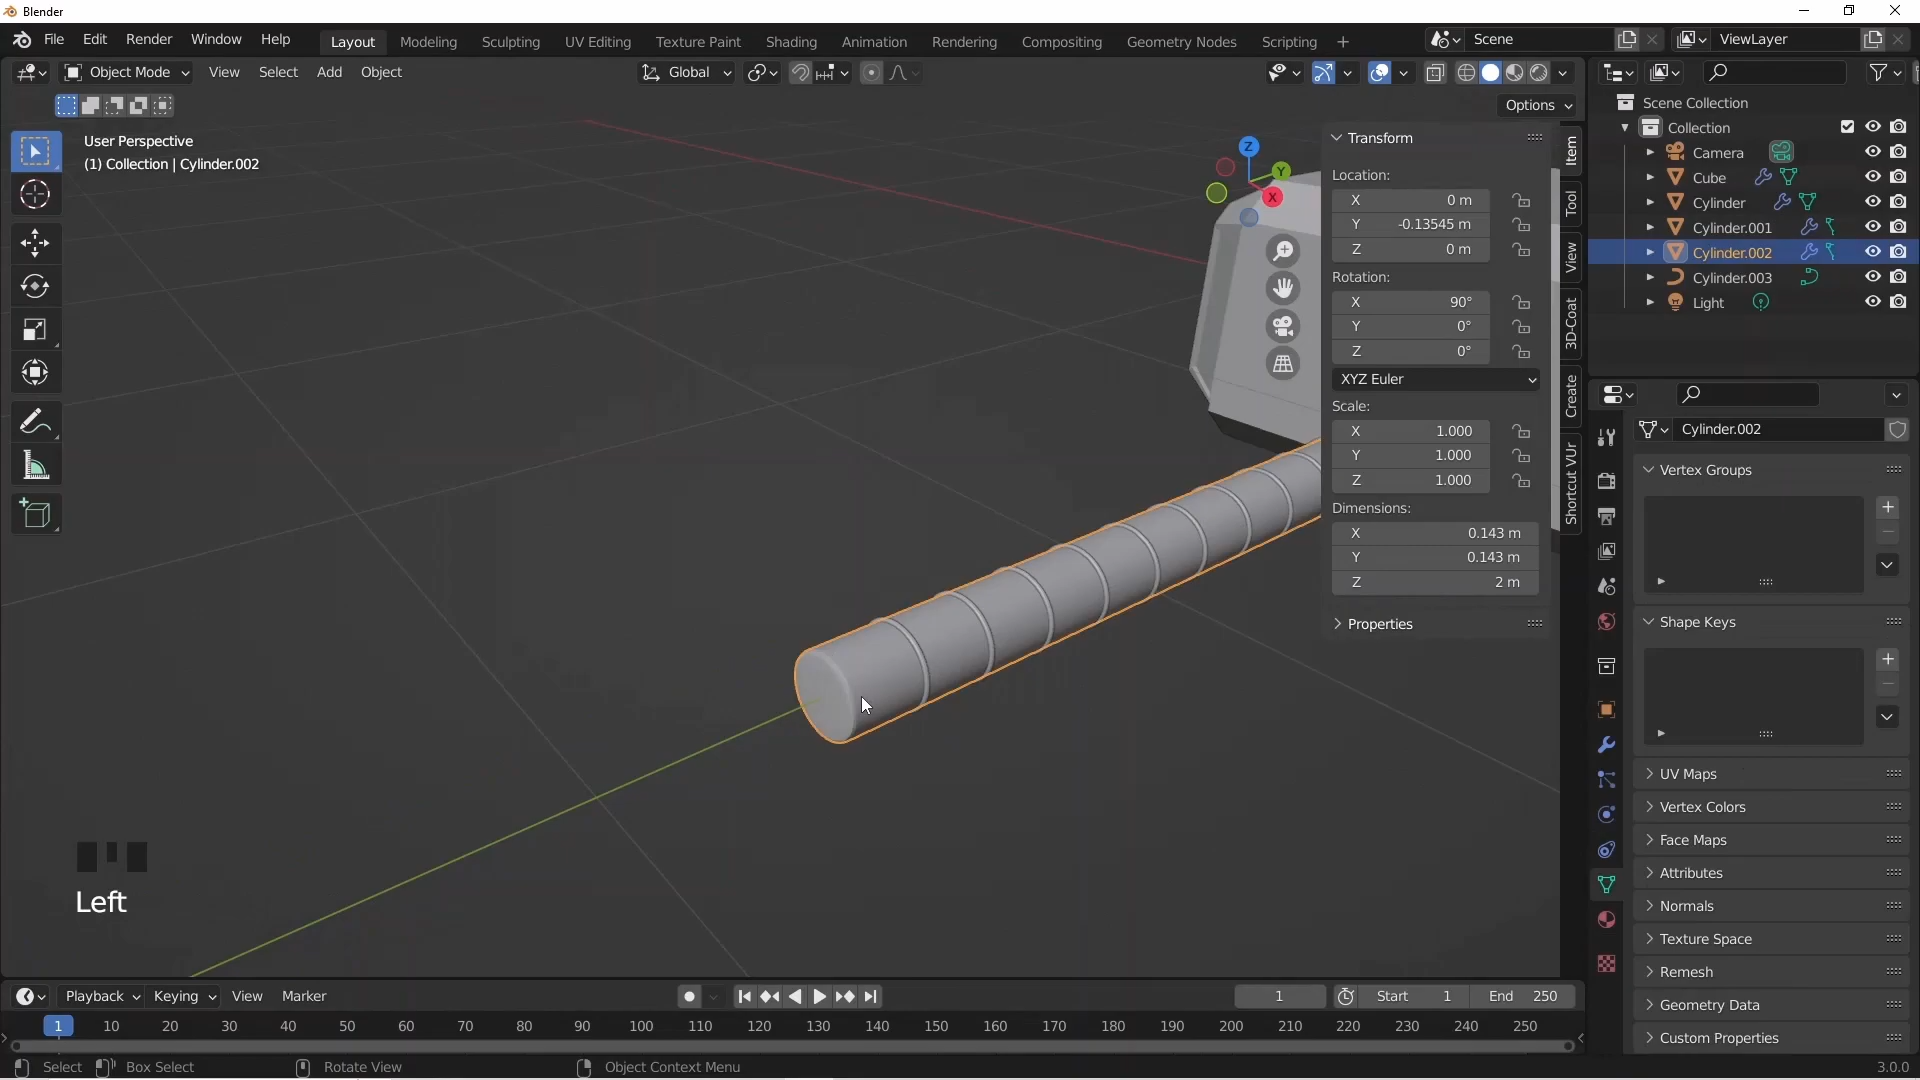 Blender
File Edit Render Window Help
Layout Modeling Sculpting UV Editing Texture Paint Shading Animation Rendering Compositing Geometry Nodes Scripting +
Scene
ViewLayer
Object Mode View Select Add Object
Global
Options
User Perspective
(1) Collection | Cylinder.002
Z
Y
X
Transform
Location:
X 0 m
Y -0.13545 m
Z 0 m
Rotation:
X 90°
Y 0°
Z 0°
XYZ Euler
Scale:
X 1.000
Y 1.000
Z 1.000
Dimensions:
X 0.143 m
Y 0.143 m
Z 2 m
Properties
Item
Tool
View
3D-Coat
Create
Shortcut VUr
Scene Collection
Collection
Camera
Cube
Cylinder
Cylinder.001
Cylinder.002
Cylinder.003
Light
Cylinder.002
Vertex Groups
Shape Keys
UV Maps
Vertex Colors
Face Maps
Attributes
Normals
Texture Space
Remesh
Geometry Data
Custom Properties
Left
Playback Keying View Marker
1
Start 1
End 250
1 10 20 30 40 50 60 70 80 90 100 110 120 130 140 150 160 170 180 190 200 210 220 230 240 250
Select Box Select Rotate View Object Context Menu
3.0.0